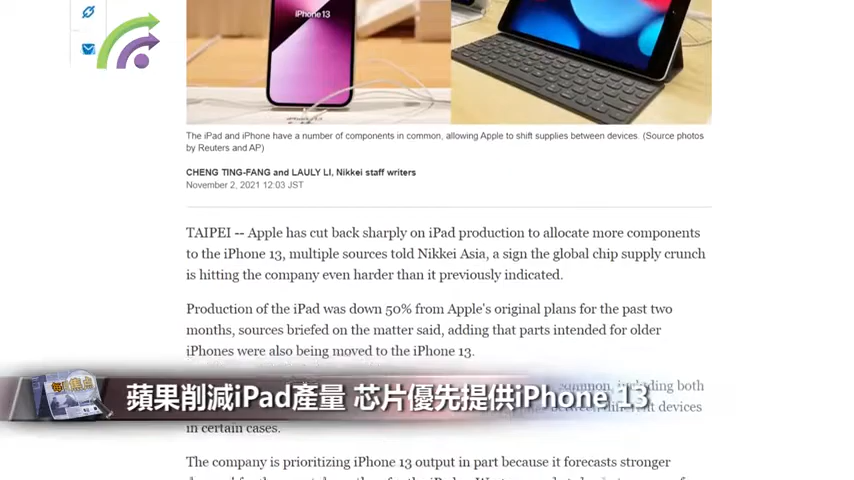 iPhone 13
The iPad and iPhone have a number of components in common, allowing Apple to shift supplies between devices. (Source photos
by Reuters and AP)
CHENG TING-FANG and LAULY LI, Nikkei staff writers
November 2, 2021 12:03 JST
TAIPEI -- Apple has cut back sharply on iPad production to allocate more components
to the iPhone 13, multiple sources told Nikkei Asia, a sign the global chip supply crunch
is hitting the company even harder than it previously indicated.
Production of the iPad was down 50% from Apple's original plans for the past two
months, sources briefed on the matter said, adding that parts intended for older
iPhones were also being moved to the iPhone 13.
including both
devices
in certain cases.
每日焦点
蘋果削減iPad產量 芯片優先提供iPhone 13
The company is prioritizing iPhone 13 output in part because it forecasts stronger